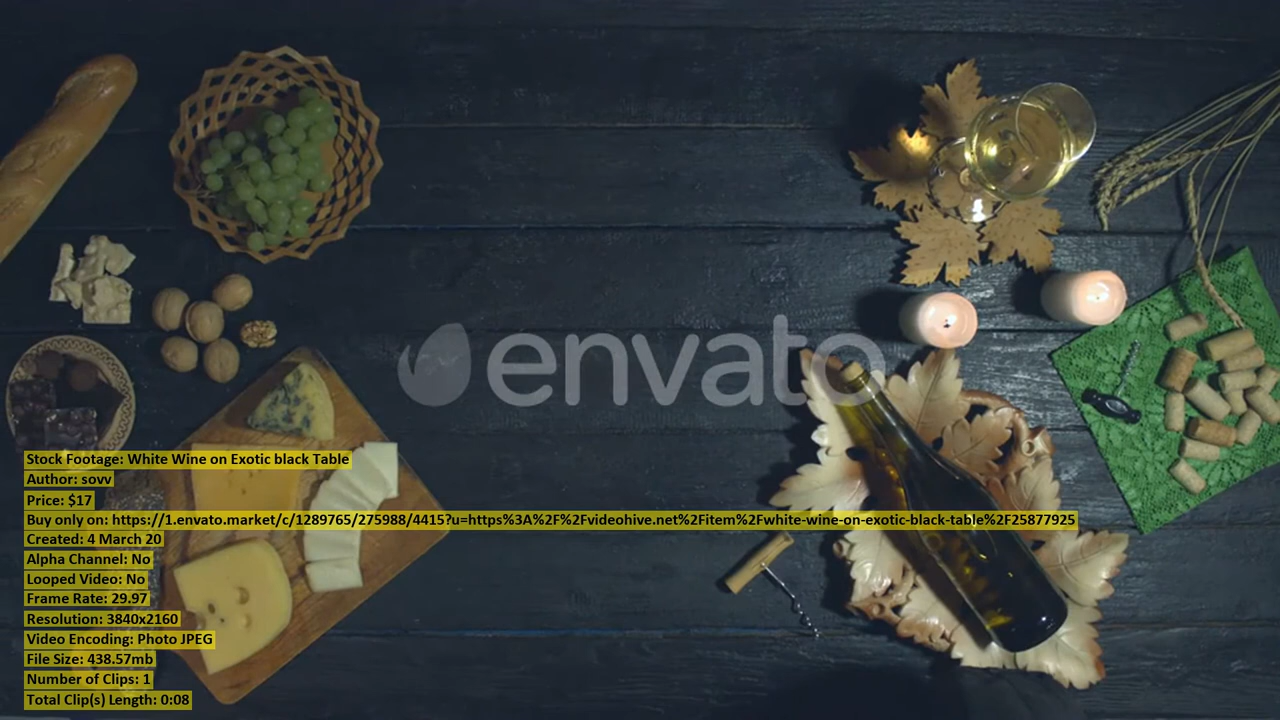 envato
Stock Footage: White Wine on Exotic black Table
Author: sovv
Price: $17
Buy only on: https://1.envato.market/c/1289765/275988/4415?u=https%3A%2F%2Fvideohive.net%2Fitem%2Fwhite-wine-on-exotic-black-table%2F25877925
Created: 4 March 20
Alpha Channel: No
Looped Video: No
Frame Rate: 29.97
Resolution: 3840x2160
Video Encoding: Photo JPEG
File Size: 438.57mb
Number of Clips: 1
Total Clip(s) Length: 0:08